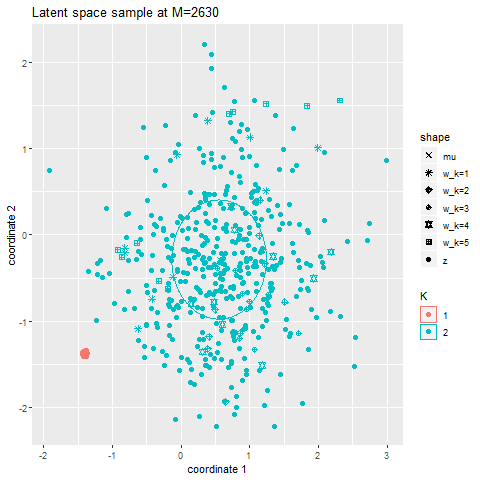 Latent space sample at M=2630
coordinate 2
2
1
0
-1
-2
-2
-1
0
1
2
3
coordinate 1
shape
mu
w_k=1
w_k=2
w_k=3
w_k=4
w_k=5
z
K
1
2